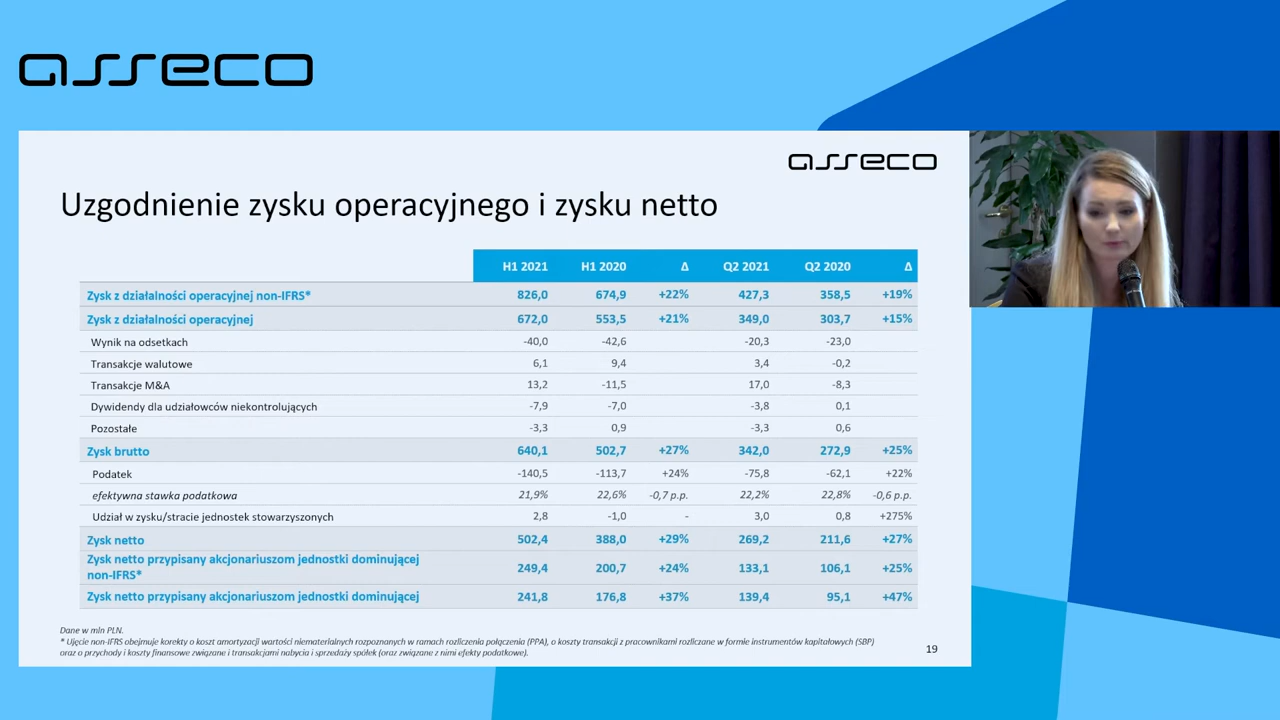 asseco
asseco
Uzgodnienie zysku operacyjnego i zysku netto
H1 2021 H1 2020 Δ Q2 2021 Q2 2020 Δ
Zysk z działalności operacyjnej non-IFRS* 826,0 674,9 +22% 427,3 358,5 +19%
Zysk z działalności operacyjnej 672,0 553,5 +21% 349,0 303,7 +15%
Wynik na odsetkach -40,0 -42,6 -20,3 -23,0
Transakcje walutowe 6,1 9,4 3,4 -0,2
Transakcje M&A 13,2 -11,5 17,0 -8,3
Dywidendy dla udziałowców niekontrolujących -7,9 -7,0 -3,8 0,1
Pozostałe -3,3 0,9 -3,3 0,6
Zysk brutto 640,1 502,7 +27% 342,0 272,9 +25%
Podatek -140,5 -113,7 +24% -75,8 -62,1 +22%
efektywna stawka podatkowa 21,9% 22,6% -0,7 p.p. 22,2% 22,8% -0,6 p.p.
Udział w zysku/stracie jednostek stowarzyszonych 2,8 -1,0 - 3,0 0,8 +275%
Zysk netto 502,4 388,0 +29% 269,2 211,6 +27%
Zysk netto przypisany akcjonariuszom jednostki dominującej
non-IFRS* 249,4 200,7 +24% 133,1 106,1 +25%
Zysk netto przypisany akcjonariuszom jednostki dominującej 241,8 176,8 +37% 139,4 95,1 +47%
Dane w mln PLN.
* Ujęcie non-IFRS obejmuje korekty o koszt amortyzacji wartości niematerialnych rozpoznanych w ramach rozliczenia połączenia (PPA), o koszty transakcji z pracownikami rozliczane w formie instrumentów kapitałowych (SBP)
oraz o przychody i koszty finansowe związane i transakcjami nabycia i sprzedaży spółek (oraz związane z nimi efekty podatkowe).
19